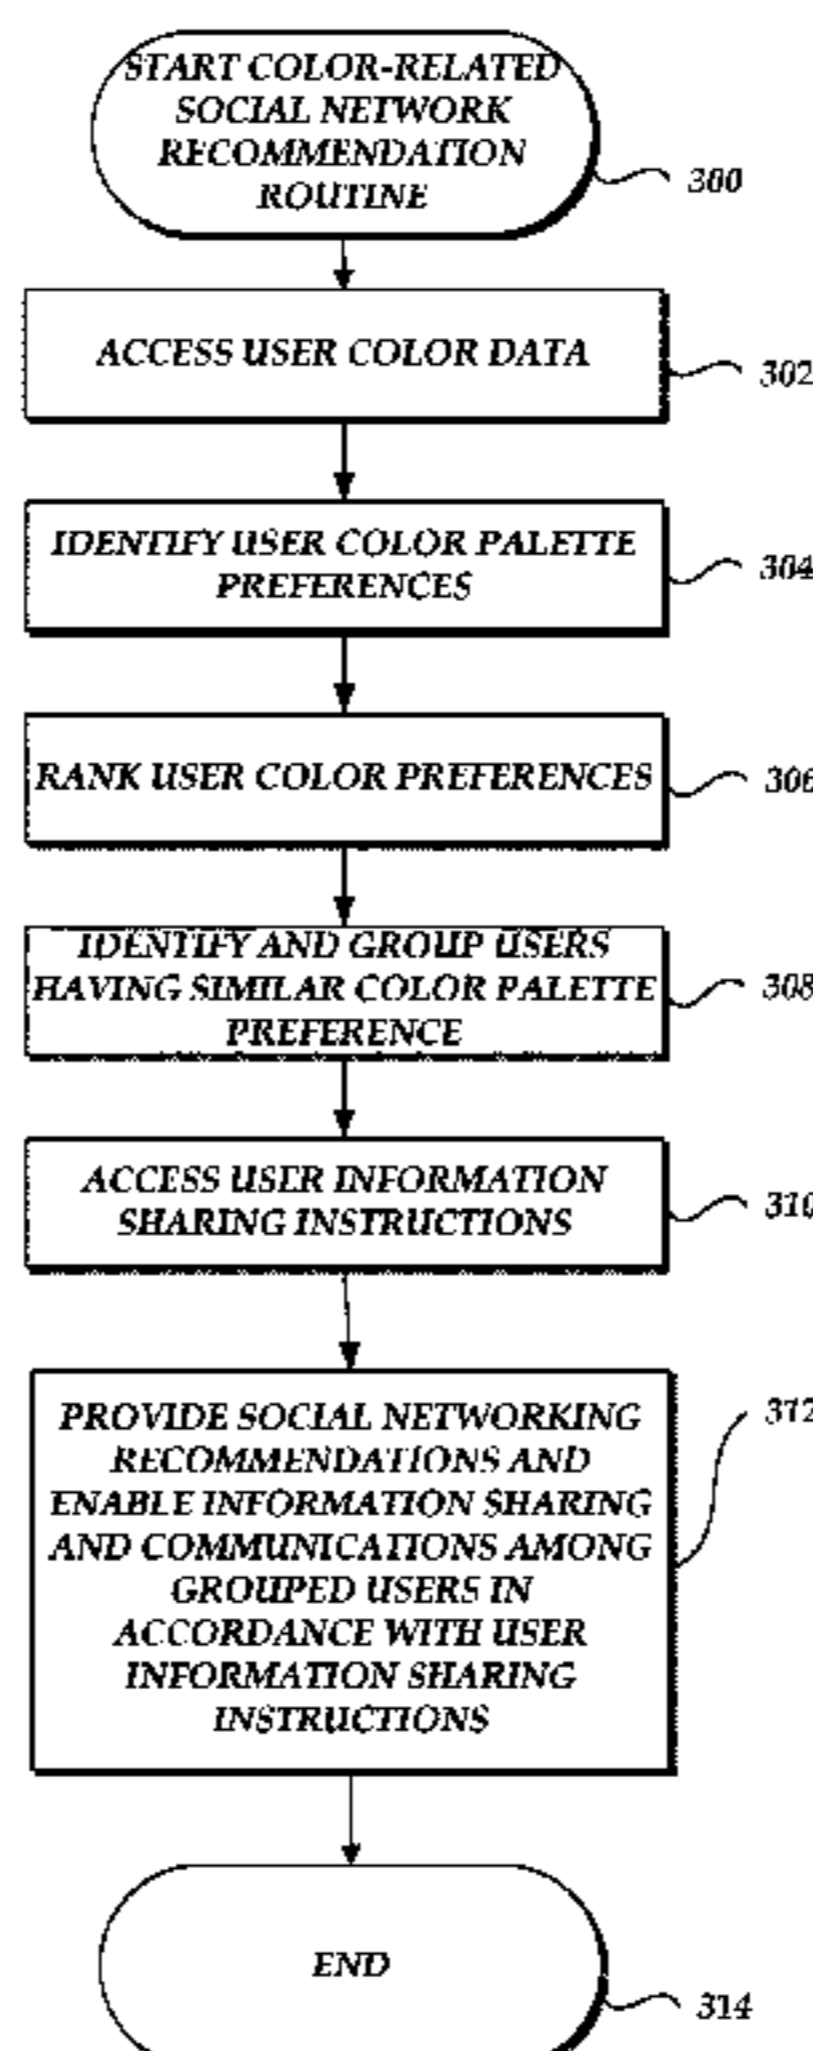 START COLOR-RELATED
SOCIAL NETWORK
RECOMMENDATION
ROUTINE
300
ACCESS USER COLOR DATA
302
IDENTIFY USER COLOR PALETTE
PREFERENCES
304
RANK USER COLOR PREFERENCES
306
IDENTIFY AND GROUP USERS
HAVING SIMILAR COLOR PALETTE
PREFERENCE
308
ACCESS USER INFORMATION
SHARING INSTRUCTIONS
310
PROVIDE SOCIAL NETWORKING
RECOMMENDATIONS AND
ENABLE INFORMATION SHARING
AND COMMUNICATIONS AMONG
GROUPED USERS IN
ACCORDANCE WITH USER
INFORMATION SHARING
INSTRUCTIONS
312
END
314